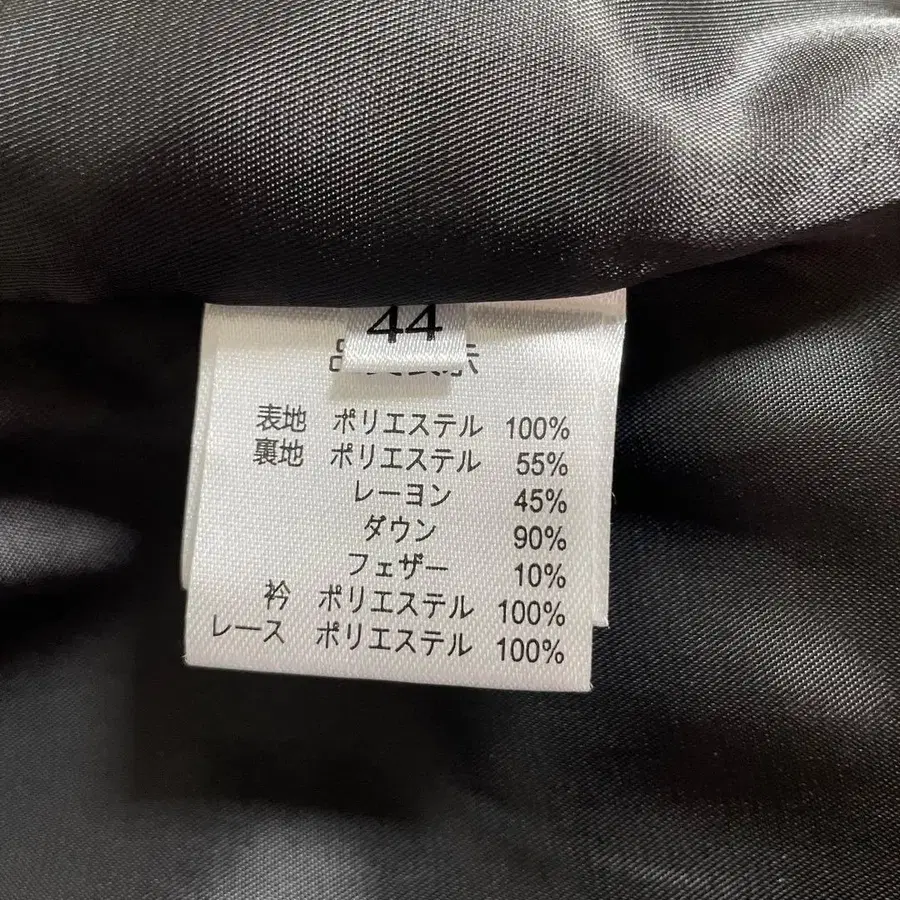 44
表地 ポリエステル 100%
裏地 ポリエステル 55%
レーヨン 45%
ダウン 90%
フェザー 10%
衿 ポリエステル 100%
レース ポリエステル 100%